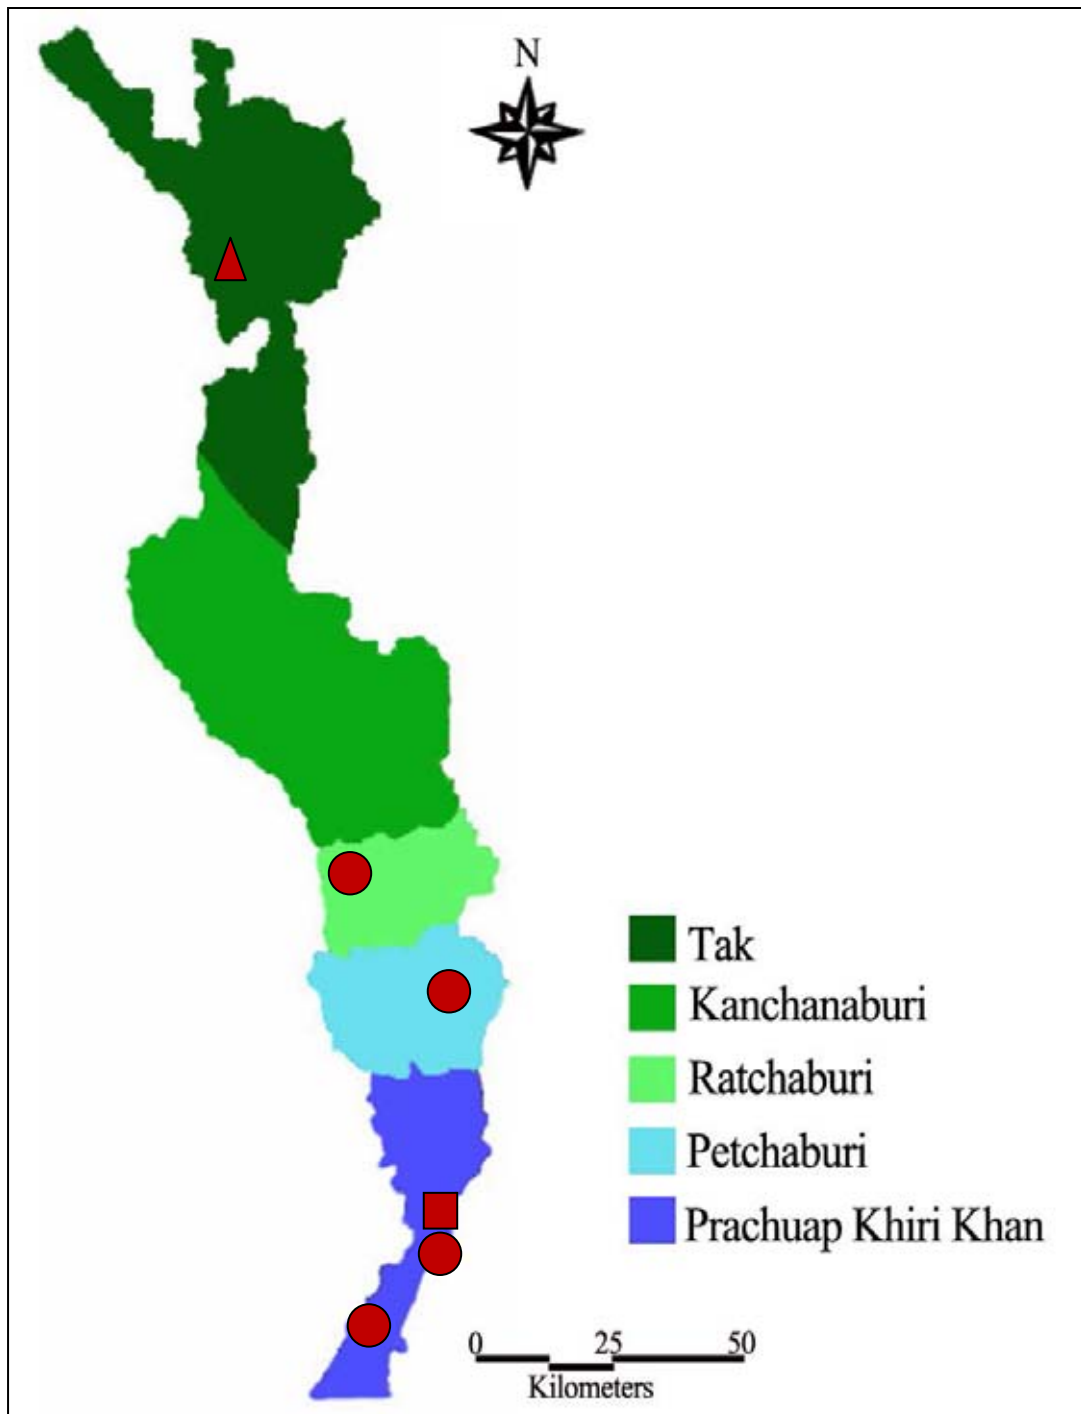 N
Tak
Kanchanaburi
Ratchaburi
Petchaburi
Prachuap Khiri Khan
0 25 50
Kilometers